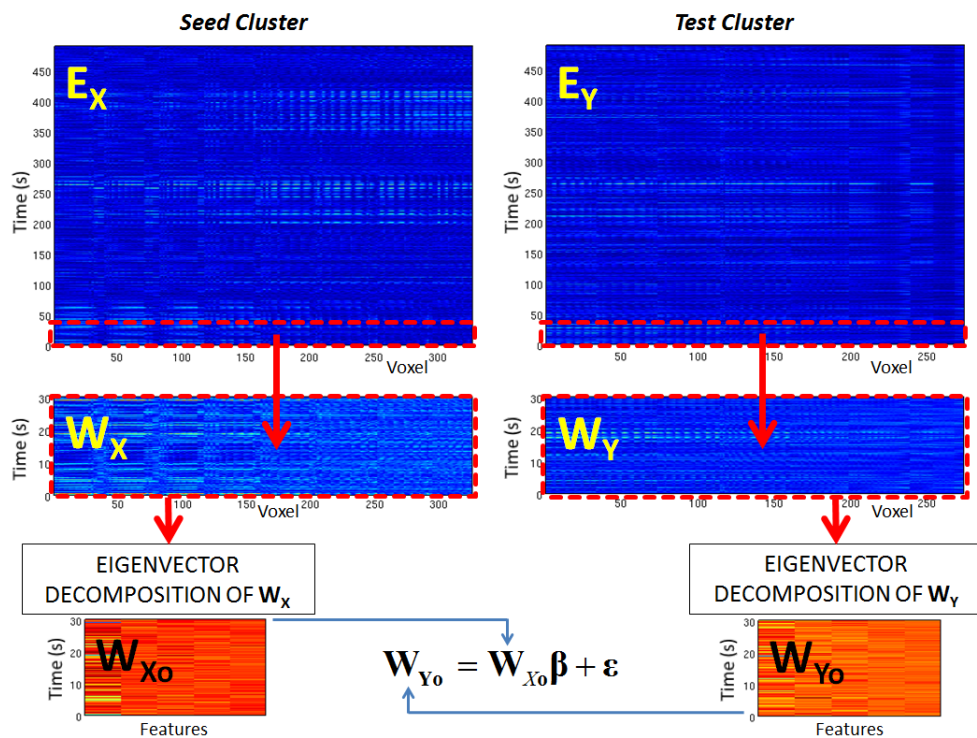 Seed Cluster
Test Cluster
E_X
Time (s)
450
400
350
300
250
200
150
100
50
0
50 100 150 200 250 300
Voxel
E_Y
Time (s)
450
400
350
300
250
200
150
100
50
0
50 100 150 200 250
Voxel
W_X
Time (s)
30
20
10
0
50 100 150 200 250 300
Voxel
W_Y
Time (s)
30
20
10
0
50 100 150 200 250
Voxel
EIGENVECTOR
DECOMPOSITION OF W_X
EIGENVECTOR
DECOMPOSITION OF W_Y
W_Xo
Time (s)
30
20
10
0
Features
W_Yo = W_Xo β + ε
W_Yo
Time (s)
30
20
10
0
Features